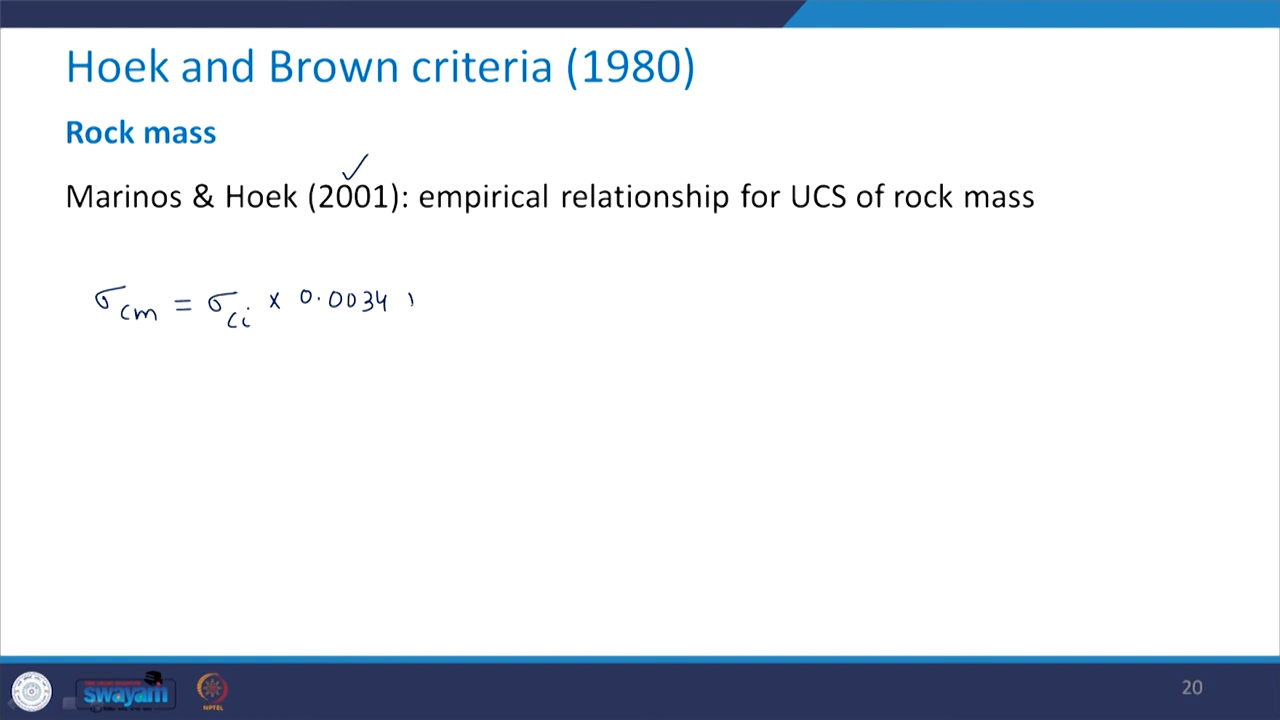 Hoek and Brown criteria (1980)
Rock mass
Marinos & Hoek (2001): empirical relationship for UCS of rock mass
σcm = σci × 0.0034
swayam
NPTEL
20